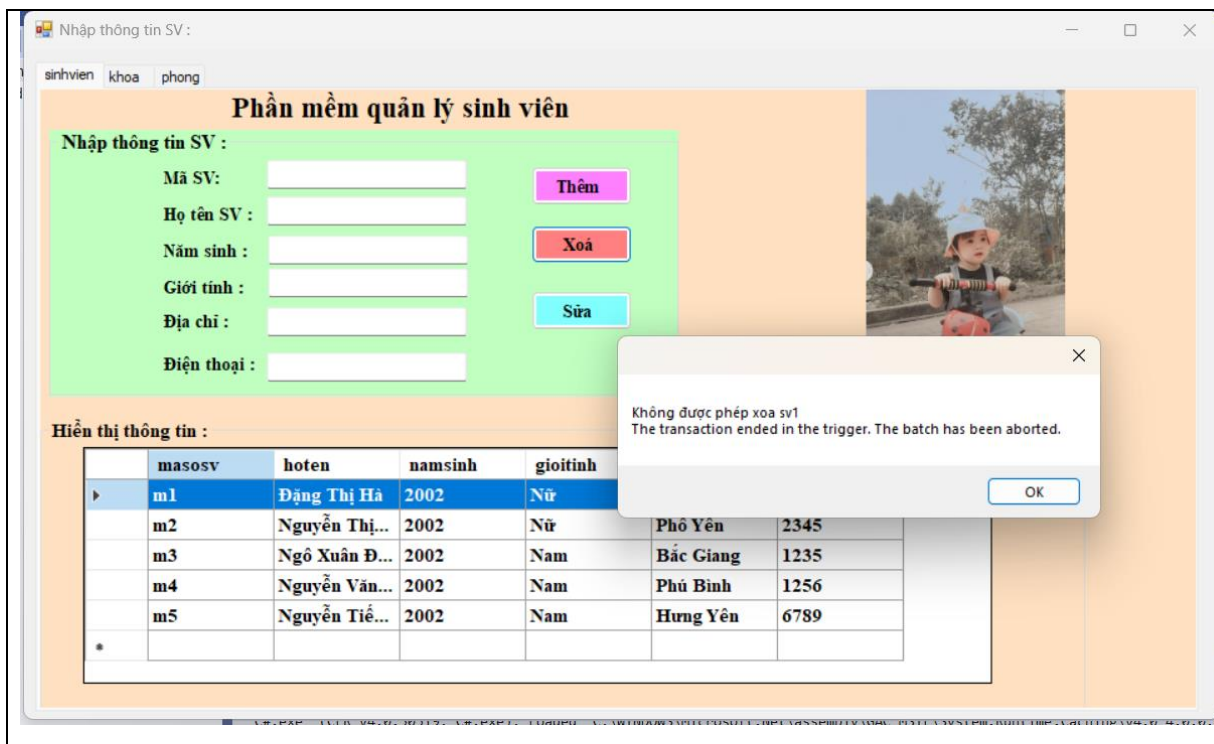 Nhập thông tin SV :
sinhvien khoa phong
Phần mềm quản lý sinh viên
Nhập thông tin SV :
Mã SV:
Thêm
Họ tên SV :
Năm sinh :
Xoá
Giới tính :
Địa chỉ :
Sửa
Điện thoại :
Không được phép xoa sv1
The transaction ended in the trigger. The batch has been aborted.
OK
Hiển thị thông tin :
masosv hoten namsinh gioitinh
m1 Đặng Thị Hà 2002 Nữ
m2 Nguyễn Thị... 2002 Nữ Phổ Yên 2345
m3 Ngô Xuân Đ... 2002 Nam Bắc Giang 1235
m4 Nguyễn Văn... 2002 Nam Phú Bình 1256
m5 Nguyễn Tiế... 2002 Nam Hưng Yên 6789